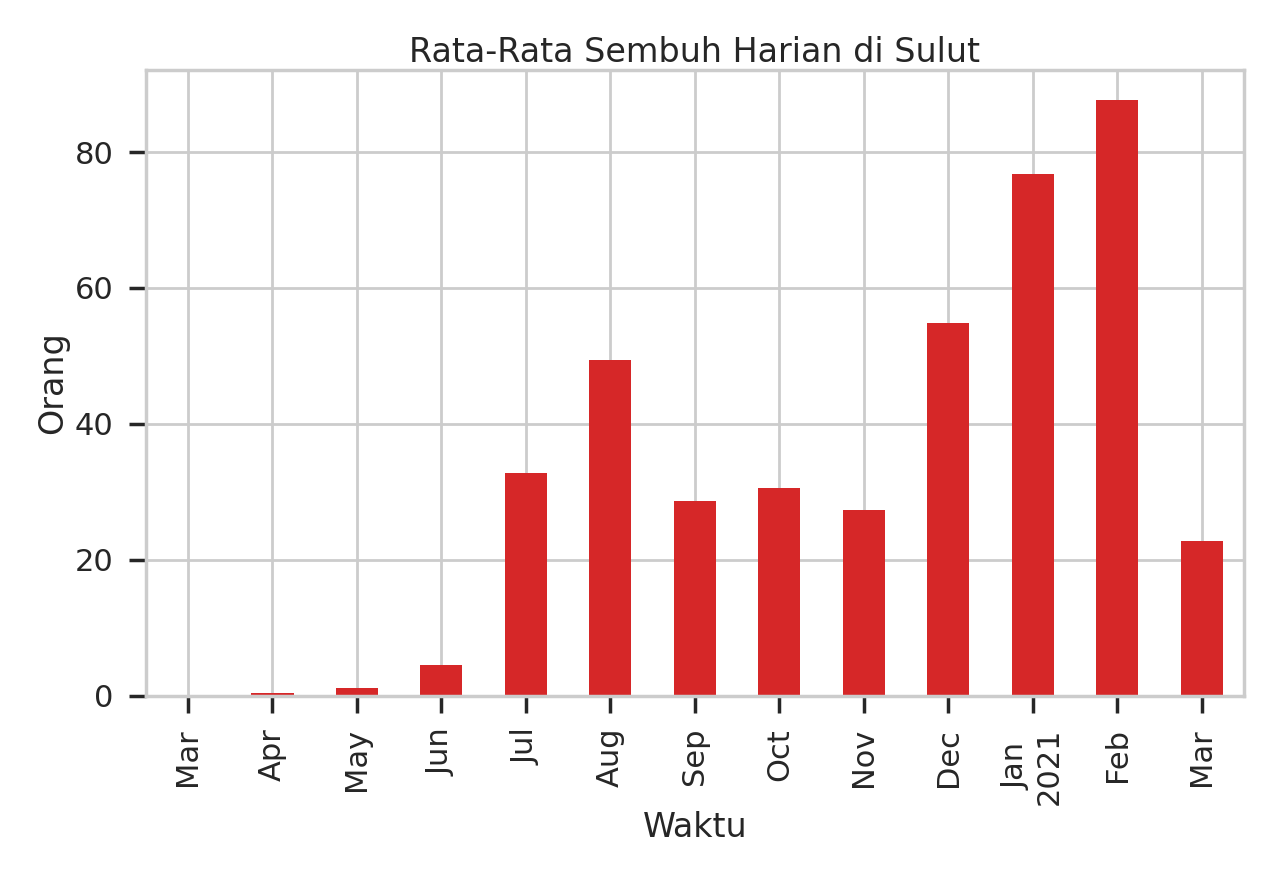 Rata-Rata Sembuh Harian di Sulut
Orang
80
60
40
20
0
Mar
Apr
May
Jun
Jul
Aug
Sep
Oct
Nov
Dec
Jan
2021
Feb
Mar
Waktu